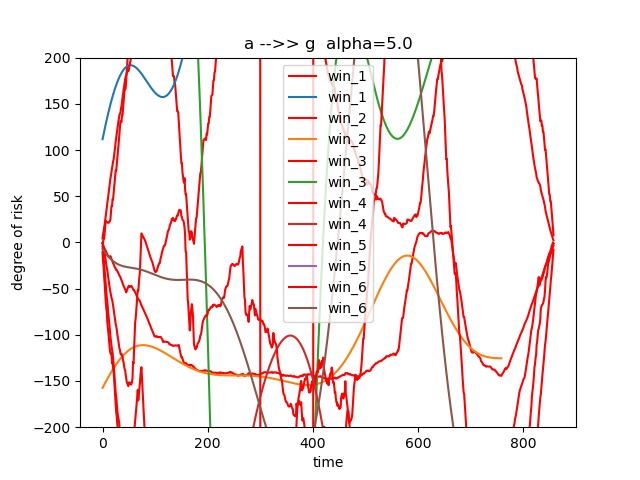 a -->> g  alpha=5.0
degree of risk
200
150
100
50
0
−50
−100
−150
−200
win_1
win_1
win_2
win_2
win_3
win_3
win_4
win_4
win_5
win_5
win_6
win_6
0
200
400
600
800
time